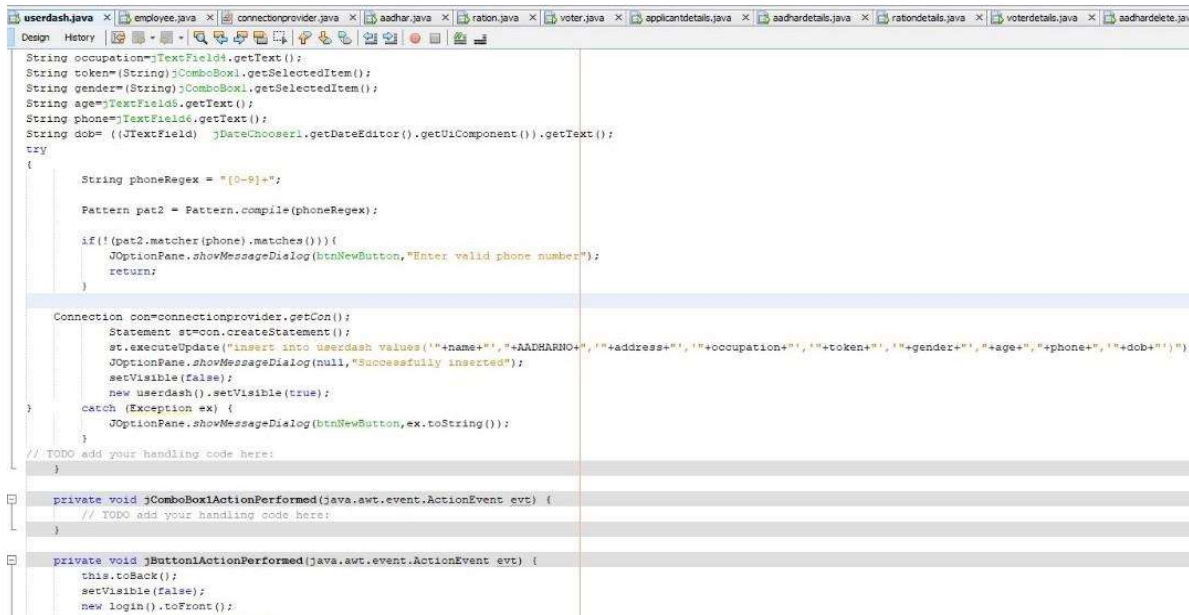 userdash.java × employee.java × connectionprovider.java × aadhar.java × ration.java × voter.java × applicantdetails.java × aadhardetails.java × rationdetails.java × voterdetails.java × aadhardelete.jav
Design History
String occupation=jTextField4.getText();
String token=(String)jComboBox1.getSelectedItem();
String gender=(String)jComboBox1.getSelectedItem();
String age=jTextField5.getText();
String phone=jTextField6.getText();
String dob= ((JTextField) jDateChooser1.getDateEditor().getUiComponent()).getText();
try
{
String phoneRegex = "[0-9]+";
Pattern pat2 = Pattern.compile(phoneRegex);
if(!(pat2.matcher(phone).matches())){
JOptionPane.showMessageDialog(btnNewButton,"Enter valid phone number");
return;
}
Connection con=connectionprovider.getCon();
Statement st=con.createStatement();
st.executeUpdate("insert into userdash values('"+name+"',"+AADHARNO+",'"+address+"','"+occupation+"','"+token+"','"+gender+"',"+age+","+phone+",'"+dob+"')")
JOptionPane.showMessageDialog(null,"Successfully inserted");
setVisible(false);
new userdash().setVisible(true);
}
catch (Exception ex) {
JOptionPane.showMessageDialog(btnNewButton,ex.toString());
}
// TODO add your handling code here:
}
private void jComboBox1ActionPerformed(java.awt.event.ActionEvent evt) {
// TODO add your handling code here:
}
private void jButton1ActionPerformed(java.awt.event.ActionEvent evt) {
this.toBack();
setVisible(false);
new login().toFront();